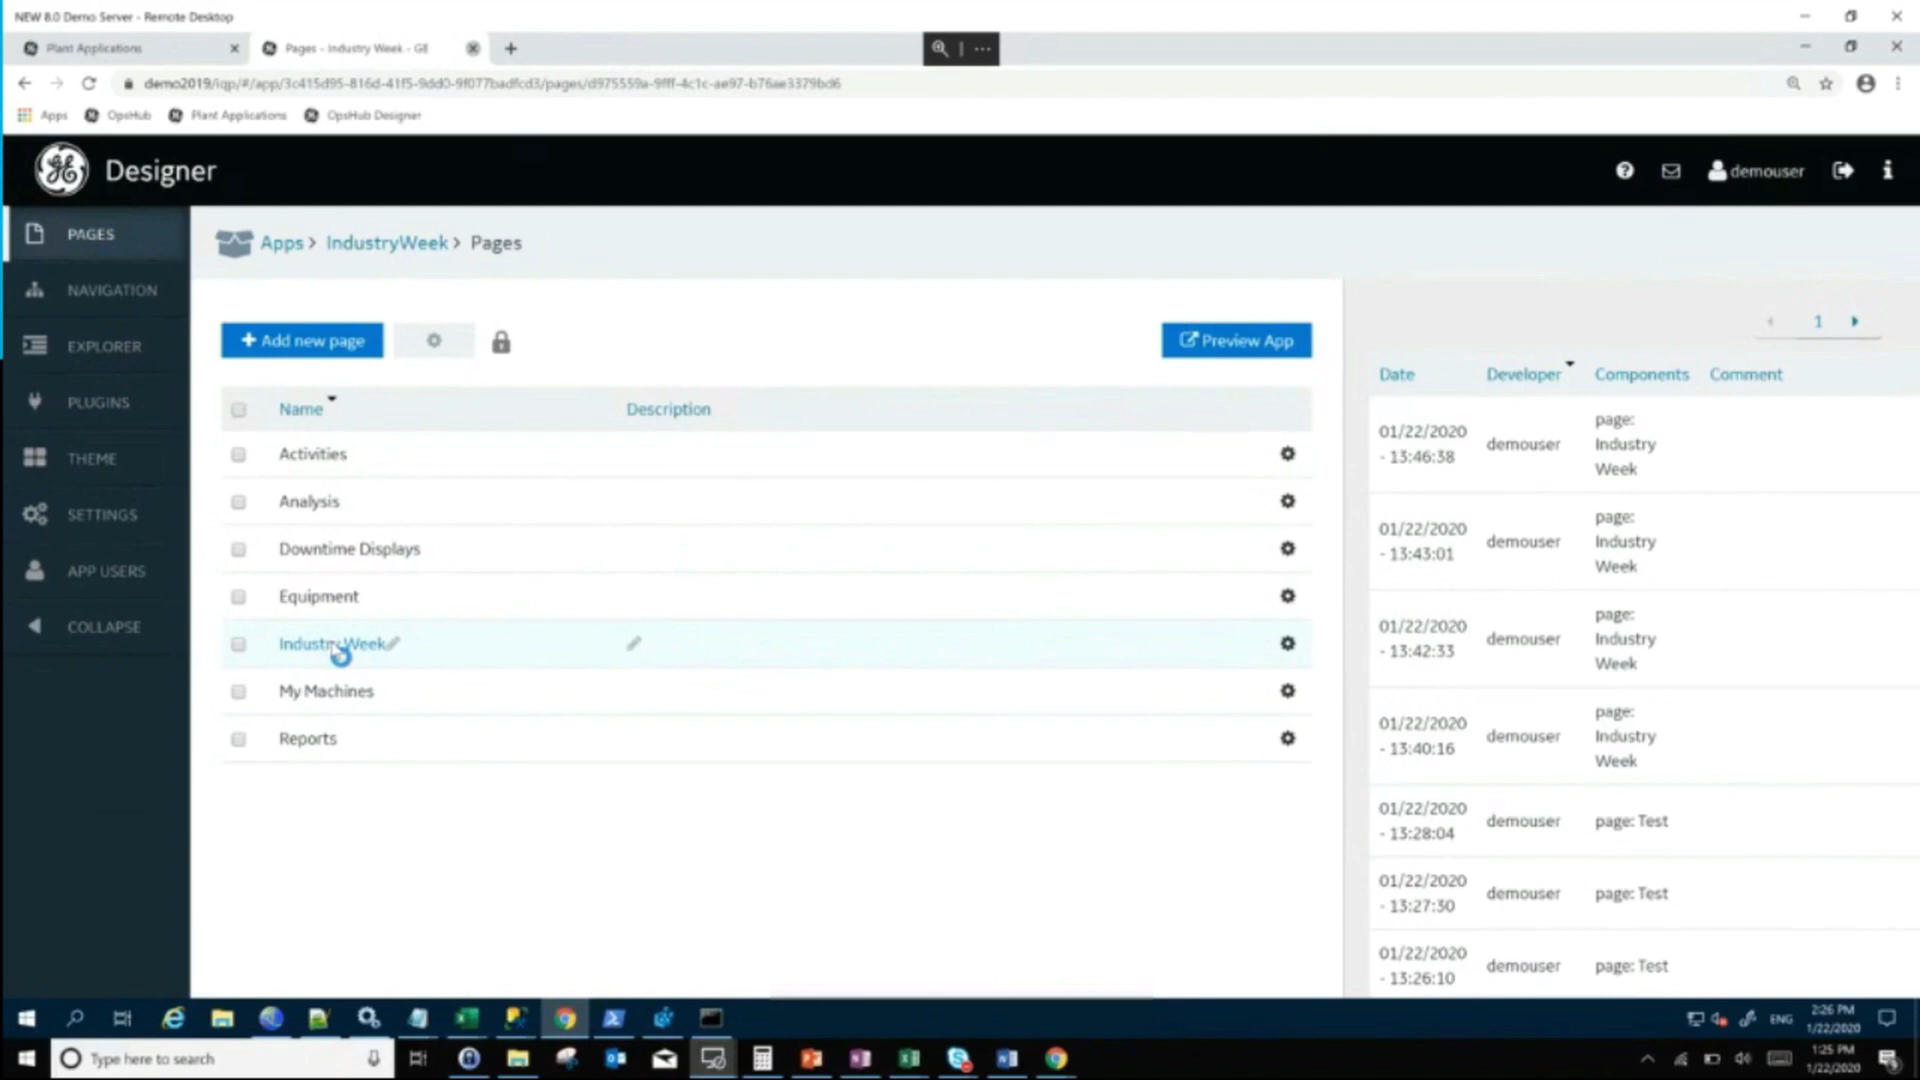 NEW 8.0 Demo Server - Remote Desktop
Plant Applications
Pages - Industry Week - GE
demo2019/iqp/#/app/3c415d95-816d-41f5-9dd0-9f077badfcd3/pages/d975559a-9fff-4c1c-ae97-b76ae3379bd6
Apps OpsHub Plant Applications OpsHub Designer
Designer
demouser
PAGES
NAVIGATION
EXPLORER
PLUGINS
THEME
SETTINGS
APP USERS
COLLAPSE
Apps > IndustryWeek > Pages
+ Add new page
Preview App
Name Description
Activities
Analysis
Downtime Displays
Equipment
Industry Week
My Machines
Reports
1
Date Developer Components Comment
01/22/2020 - 13:46:38 demouser page: Industry Week
01/22/2020 - 13:43:01 demouser page: Industry Week
01/22/2020 - 13:42:33 demouser page: Industry Week
01/22/2020 - 13:40:16 demouser page: Industry Week
01/22/2020 - 13:28:04 demouser page: Test
01/22/2020 - 13:27:30 demouser page: Test
01/22/2020 - 13:26:10 demouser page: Test
ENG
2:26 PM
1/22/2020
Type here to search
1:25 PM
1/22/2020